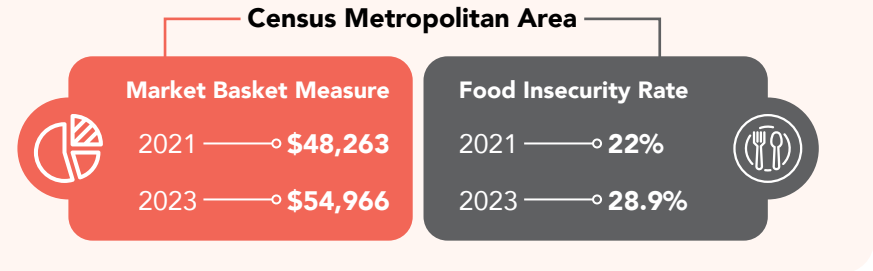 Census Metropolitan Area
Market Basket Measure
2021 $48,263
2023 $54,966
Food Insecurity Rate
2021 22%
2023 28.9%